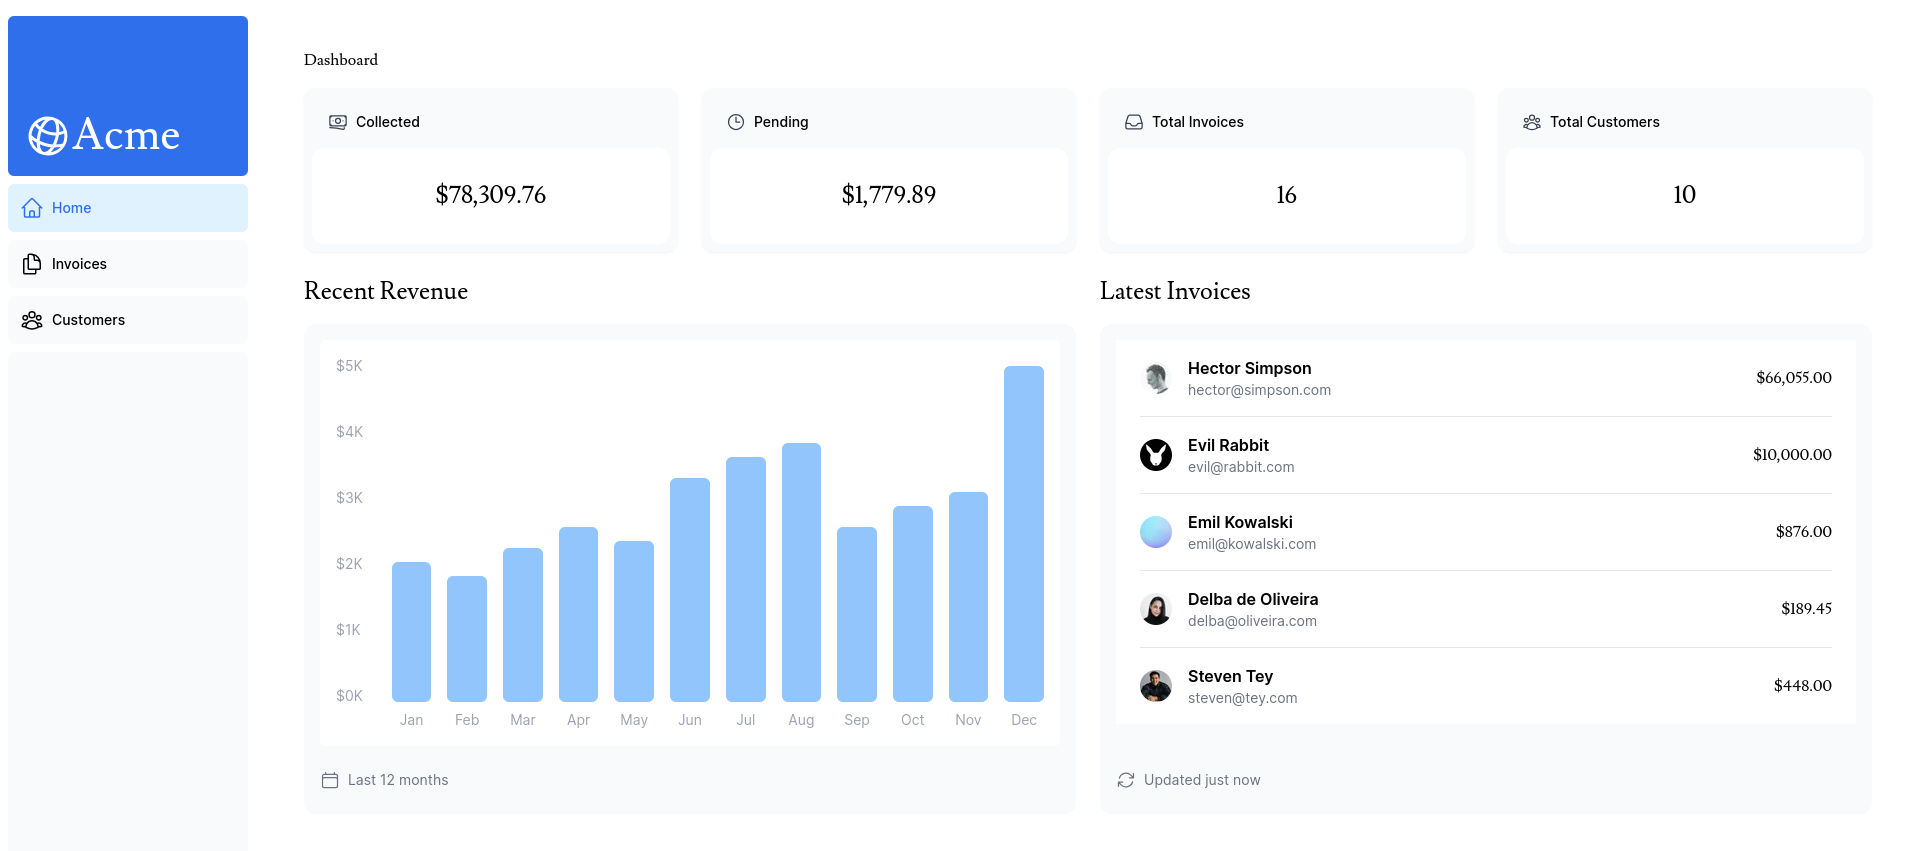 Acme
Home
Invoices
Customers
Dashboard
Collected
$78,309.76
Pending
$1,779.89
Total Invoices
16
Total Customers
10
Recent Revenue
$5K
$4K
$3K
$2K
$1K
$0K
Jan Feb Mar Apr May Jun Jul Aug Sep Oct Nov Dec
Last 12 months
Latest Invoices
Hector Simpson
hector@simpson.com
$66,055.00
Evil Rabbit
evil@rabbit.com
$10,000.00
Emil Kowalski
emil@kowalski.com
$876.00
Delba de Oliveira
delba@oliveira.com
$189.45
Steven Tey
steven@tey.com
$448.00
Updated just now